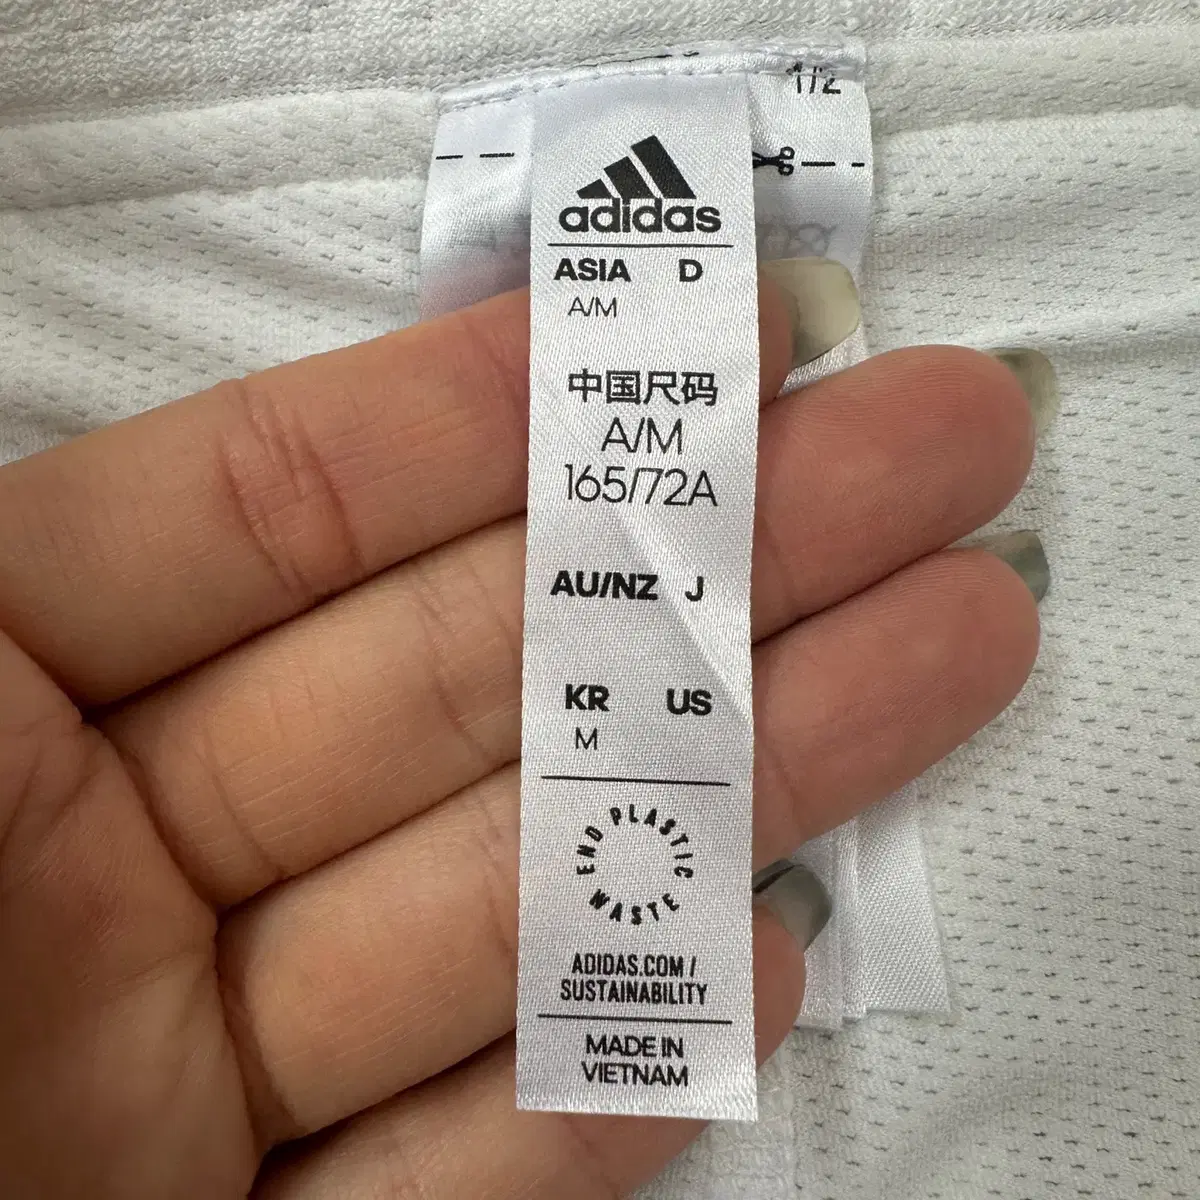 1/2
adidas
ASIA D
A/M
中国尺码
A/M
165/72A
AU/NZ J
KR US
M
END PLASTIC WASTE
ADIDAS.COM/
SUSTAINABILITY
MADE IN
VIETNAM